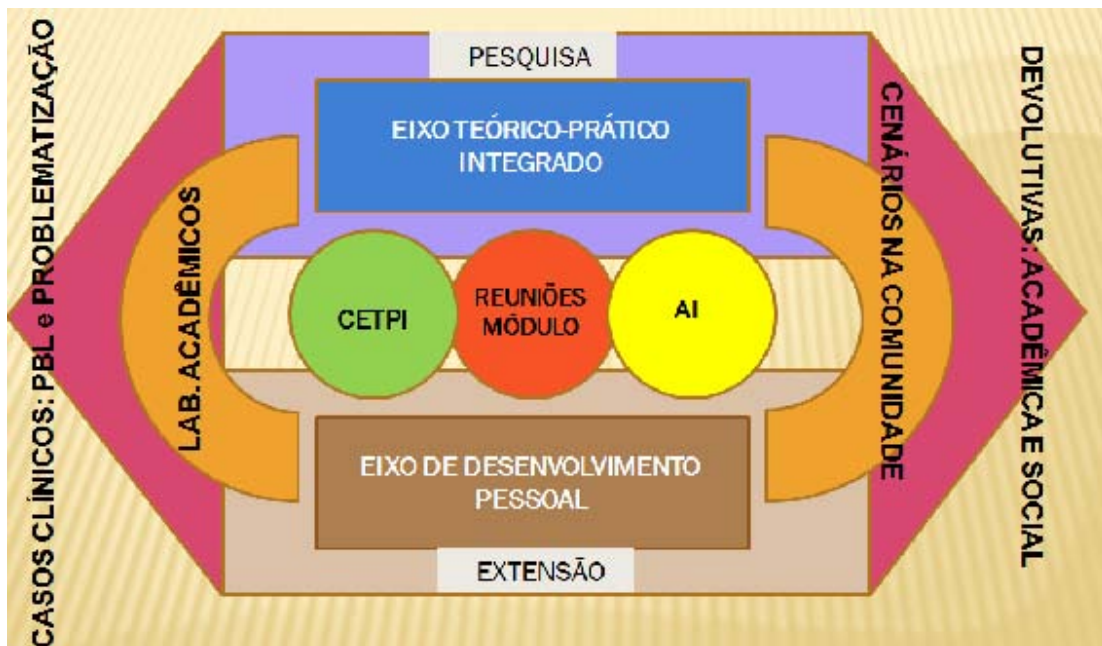 CASOS CLÍNICOS: PBL e PROBLEMATIZAÇÃO
LAB. ACADÊMICOS
PESQUISA
EIXO TEÓRICO-PRÁTICO
INTEGRADO
CETPI
REUNIÕES
MÓDULO
AI
EIXO DE DESENVOLVIMENTO
PESSOAL
EXTENSÃO
CENÁRIOS NA COMUNIDADE
DEVOLUTIVAS: ACADÊMICA E SOCIAL